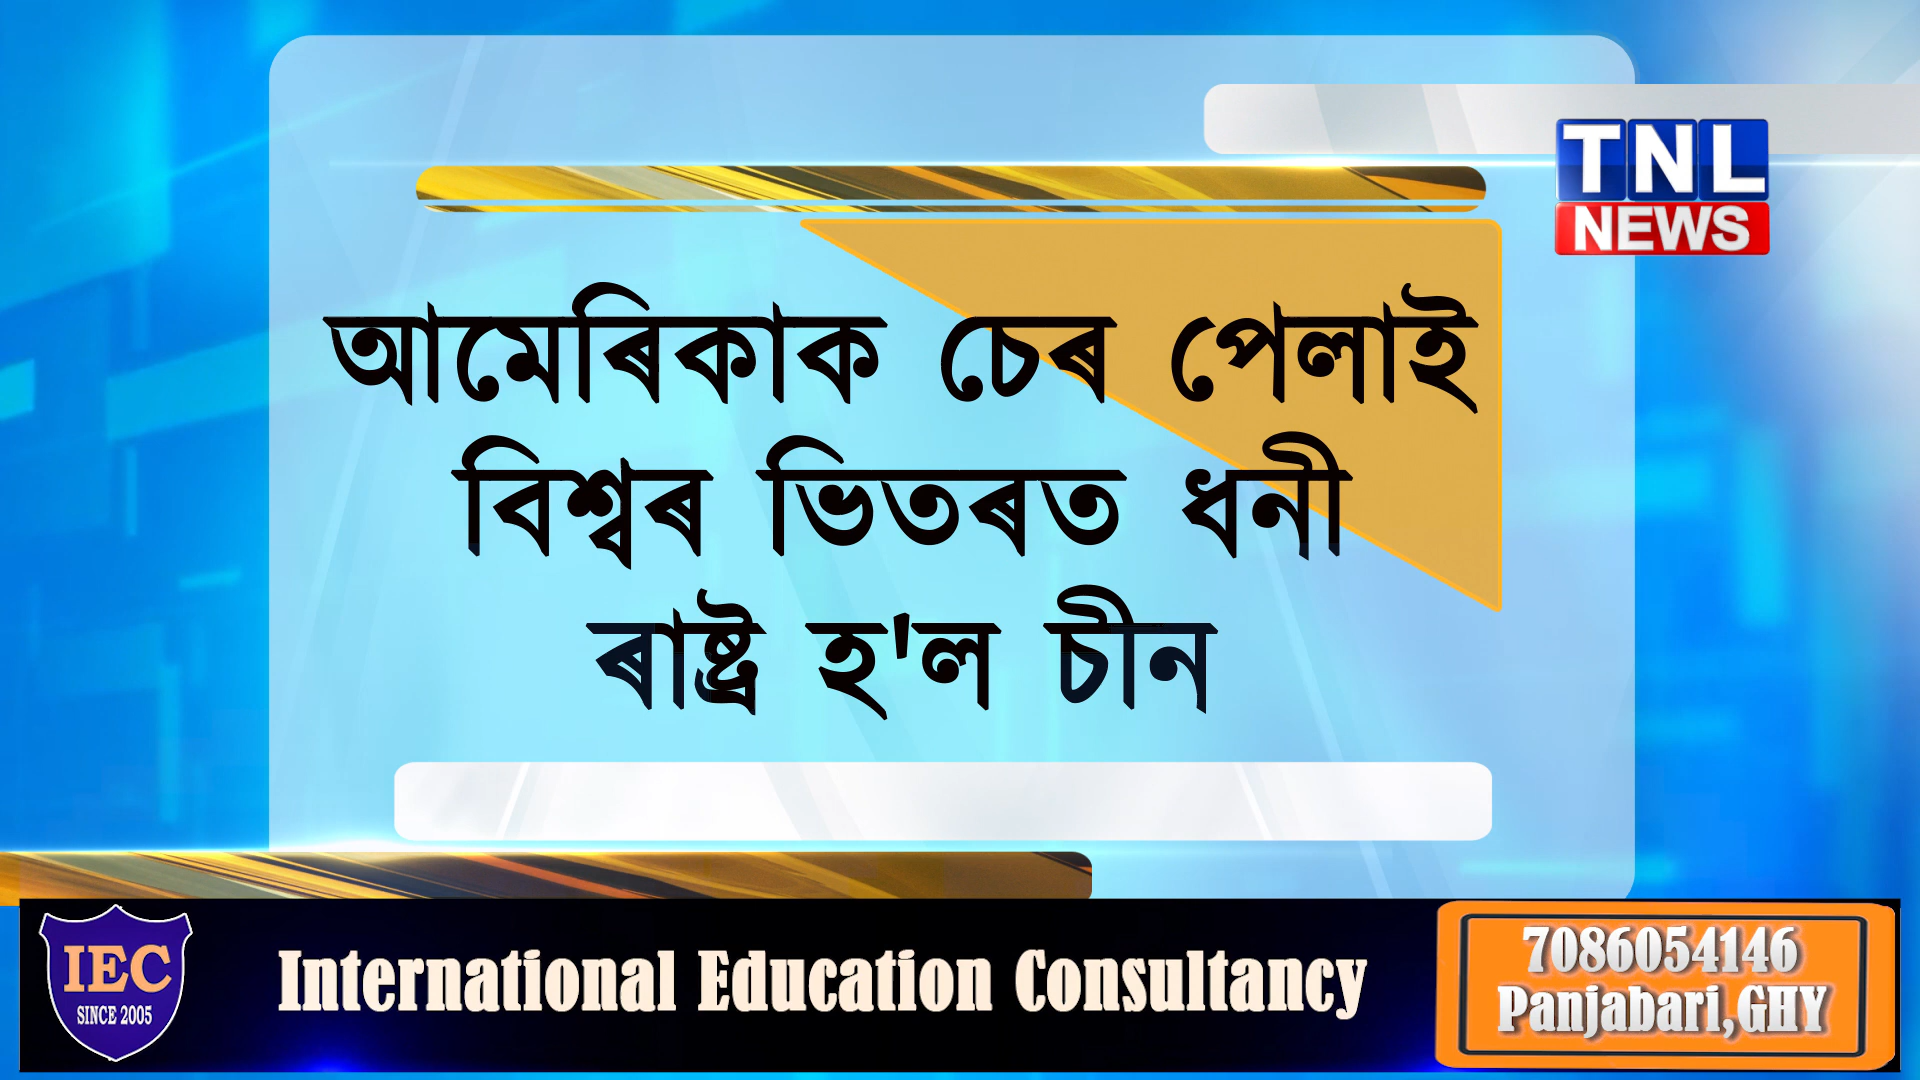 TNL
NEWS
আমেৰিকাক চেৰ পেলাই
বিশ্বৰ ভিতৰত ধনী
ৰাষ্ট্ৰ হ'ল চীন
IEC
SINCE 2005
International Education Consultancy
7086054146
Panjabari,GHY